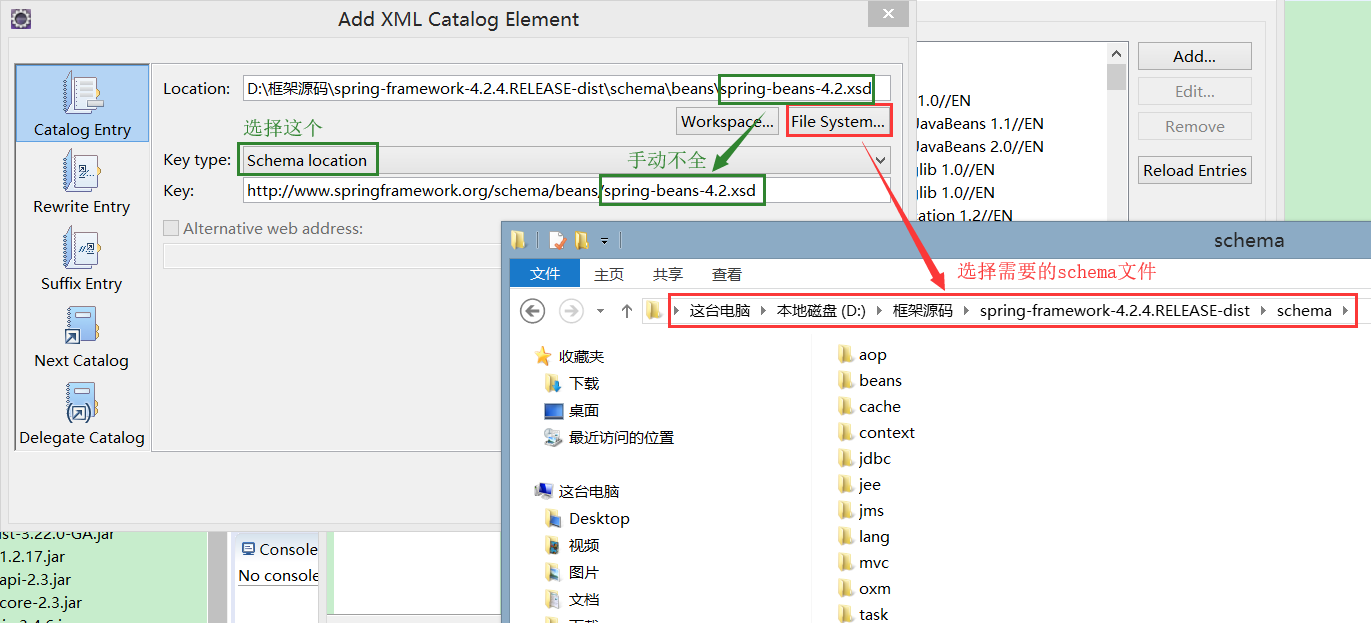 Add XML Catalog Element
Location: D:\框架源码\spring-framework-4.2.4.RELEASE-dist\schema\beans\spring-beans-4.2.xsd
选择这个
Workspace... File System...
Key type: Schema location
手动不全
Key: http://www.springframework.org/schema/beans/spring-beans-4.2.xsd
Alternative web address:
Catalog Entry
Rewrite Entry
Suffix Entry
Next Catalog
Delegate Catalog
1.0//EN
JavaBeans 1.1//EN
JavaBeans 2.0//EN
lib 1.0//EN
lib 1.0//EN
ation 1.2//EN
Add...
Edit...
Remove
Reload Entries
schema
文件 主页 共享 查看
选择需要的schema文件
这台电脑 本地磁盘 (D:) 框架源码 spring-framework-4.2.4.RELEASE-dist schema
收藏夹
下载
桌面
最近访问的位置
这台电脑
Desktop
视频
图片
文档
下载
aop
beans
cache
context
jdbc
jee
jms
lang
mvc
oxm
task
ist-3.22.0-GA.jar
1.2.17.jar
api-2.3.jar
core-2.3.jar
Console
No console